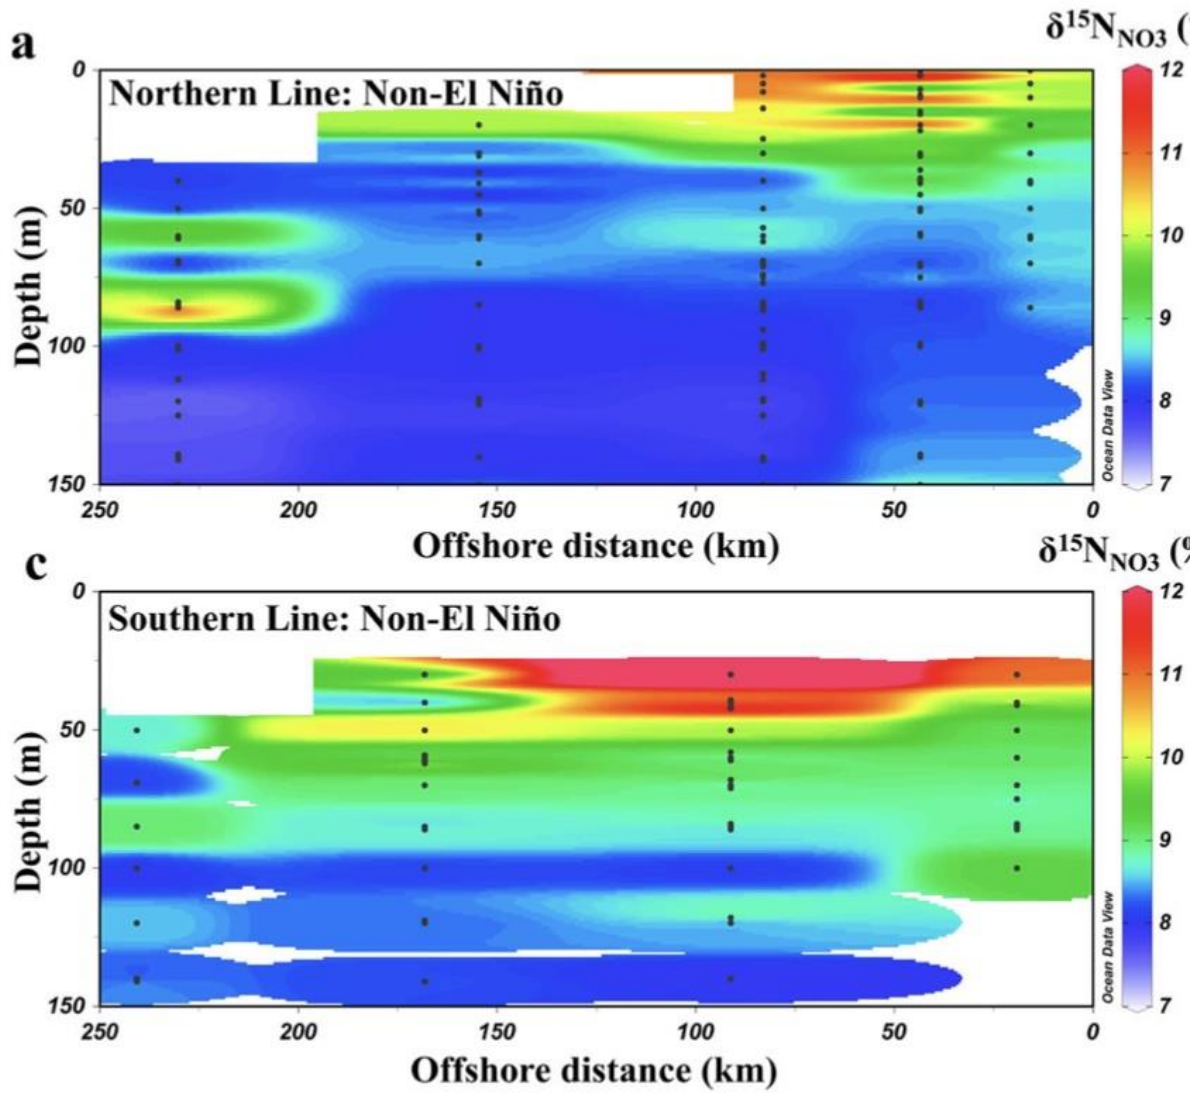 a
δ¹⁵N_NO3 (
Northern Line: Non-El Niño
0
50
100
150
Depth (m)
250
200
150
100
50
0
Offshore distance (km)
12
11
10
9
8
7
Ocean Data View
c
δ¹⁵N_NO3 (%
Southern Line: Non-El Niño
0
50
100
150
Depth (m)
250
200
150
100
50
0
Offshore distance (km)
12
11
10
9
8
7
Ocean Data View